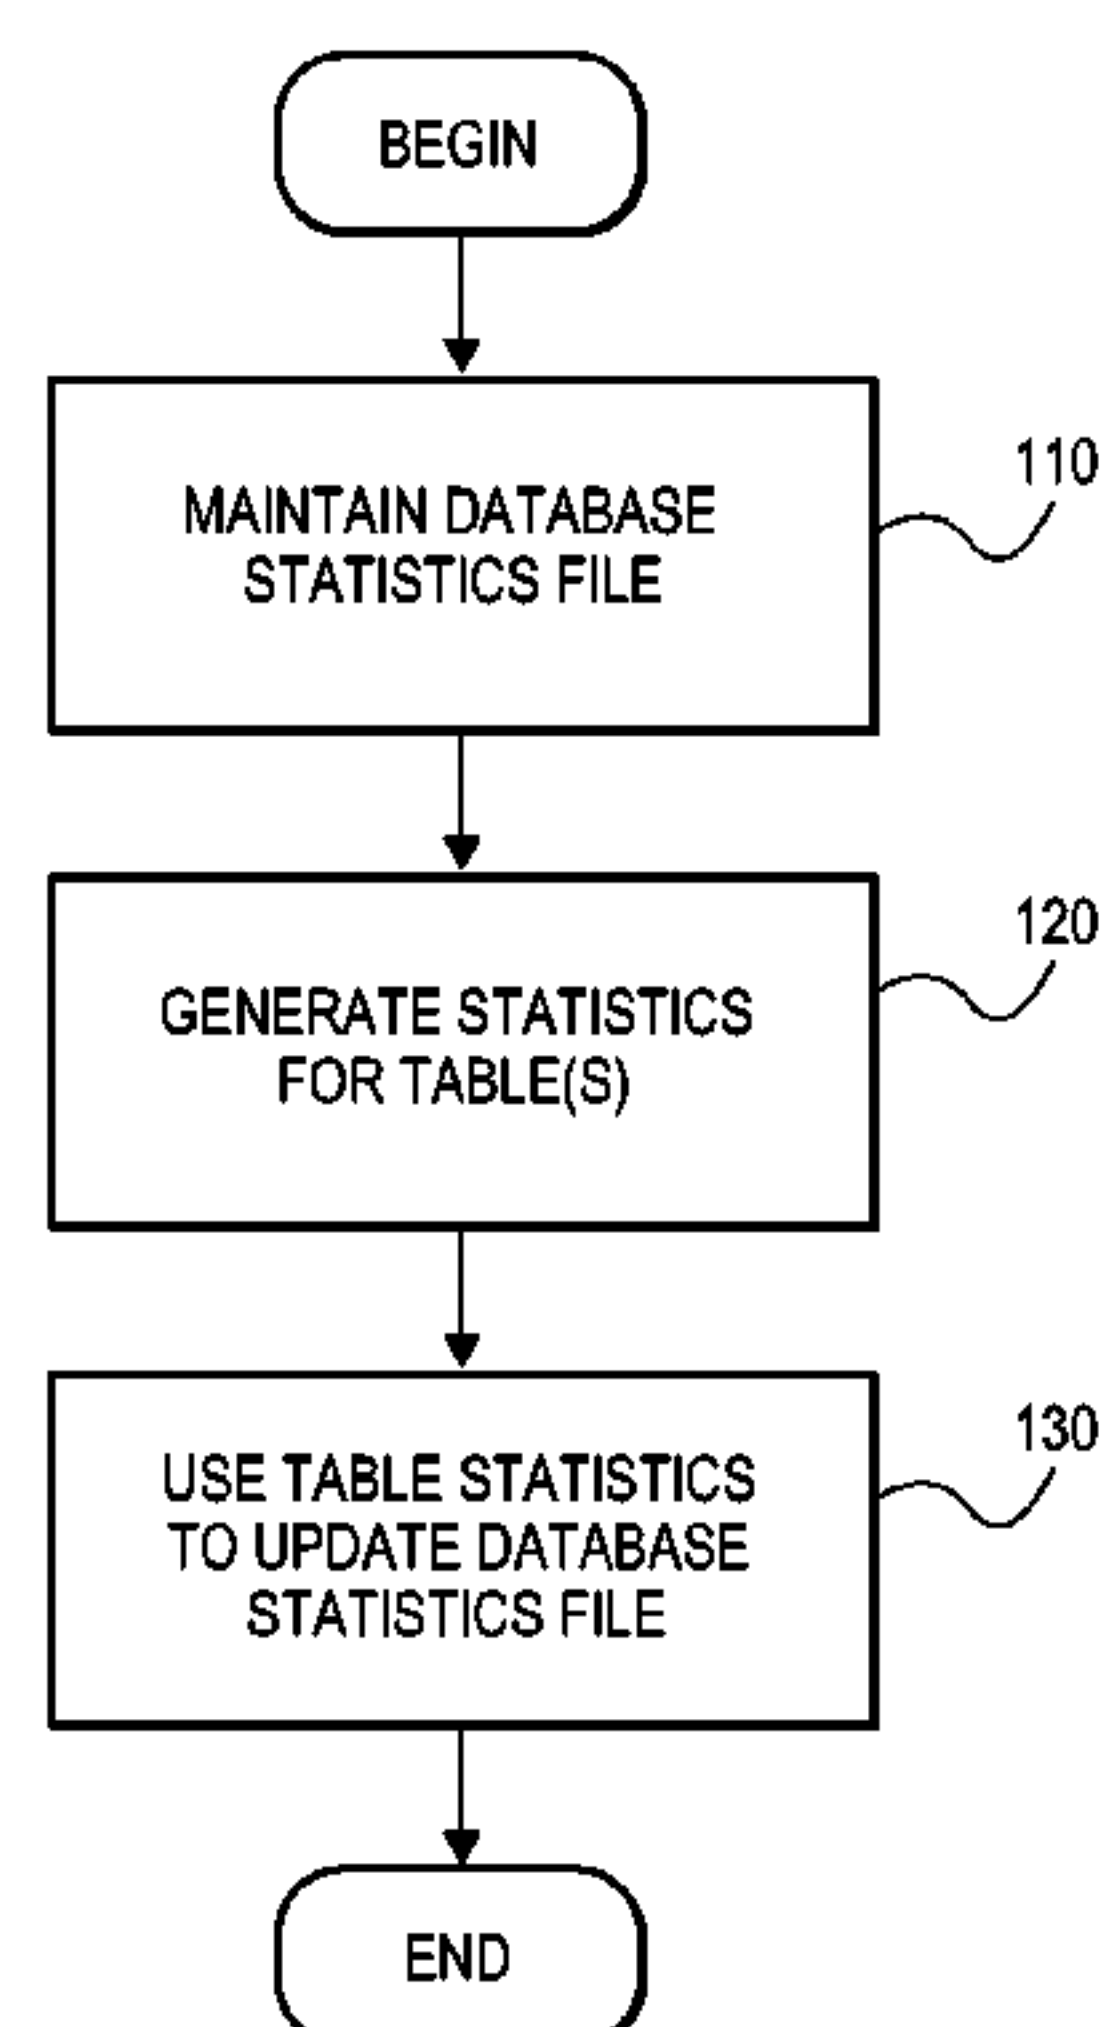 BEGIN
MAINTAIN DATABASE
STATISTICS FILE
110
GENERATE STATISTICS
FOR TABLE(S)
120
USE TABLE STATISTICS
TO UPDATE DATABASE
STATISTICS FILE
130
END